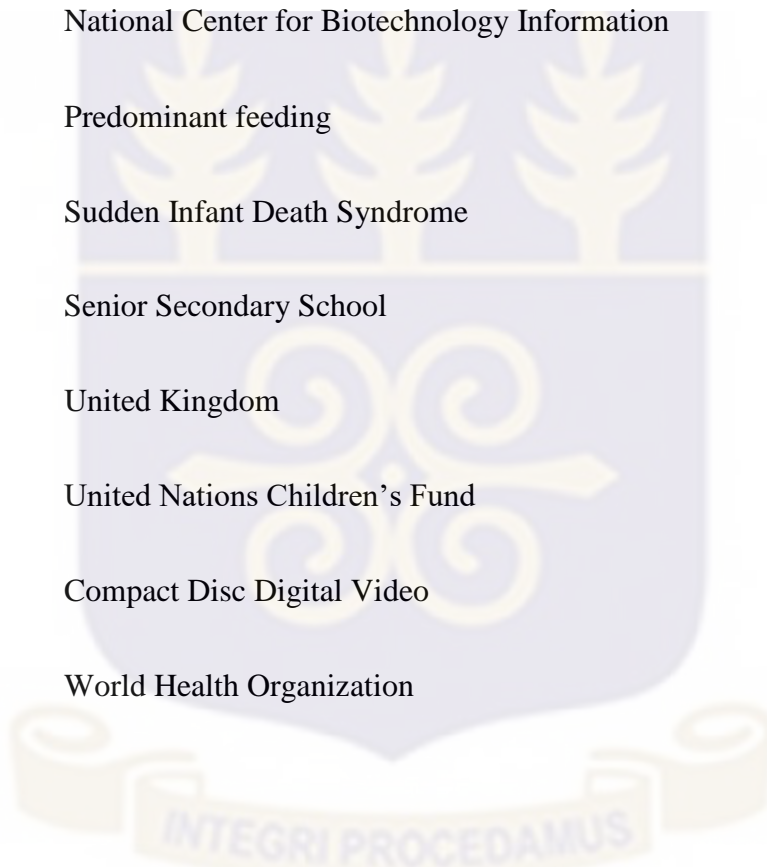 National Center for Biotechnology Information
Predominant feeding
Sudden Infant Death Syndrome
Senior Secondary School
United Kingdom
United Nations Children’s Fund
Compact Disc Digital Video
World Health Organization
INTEGRI PROCEDAMUS